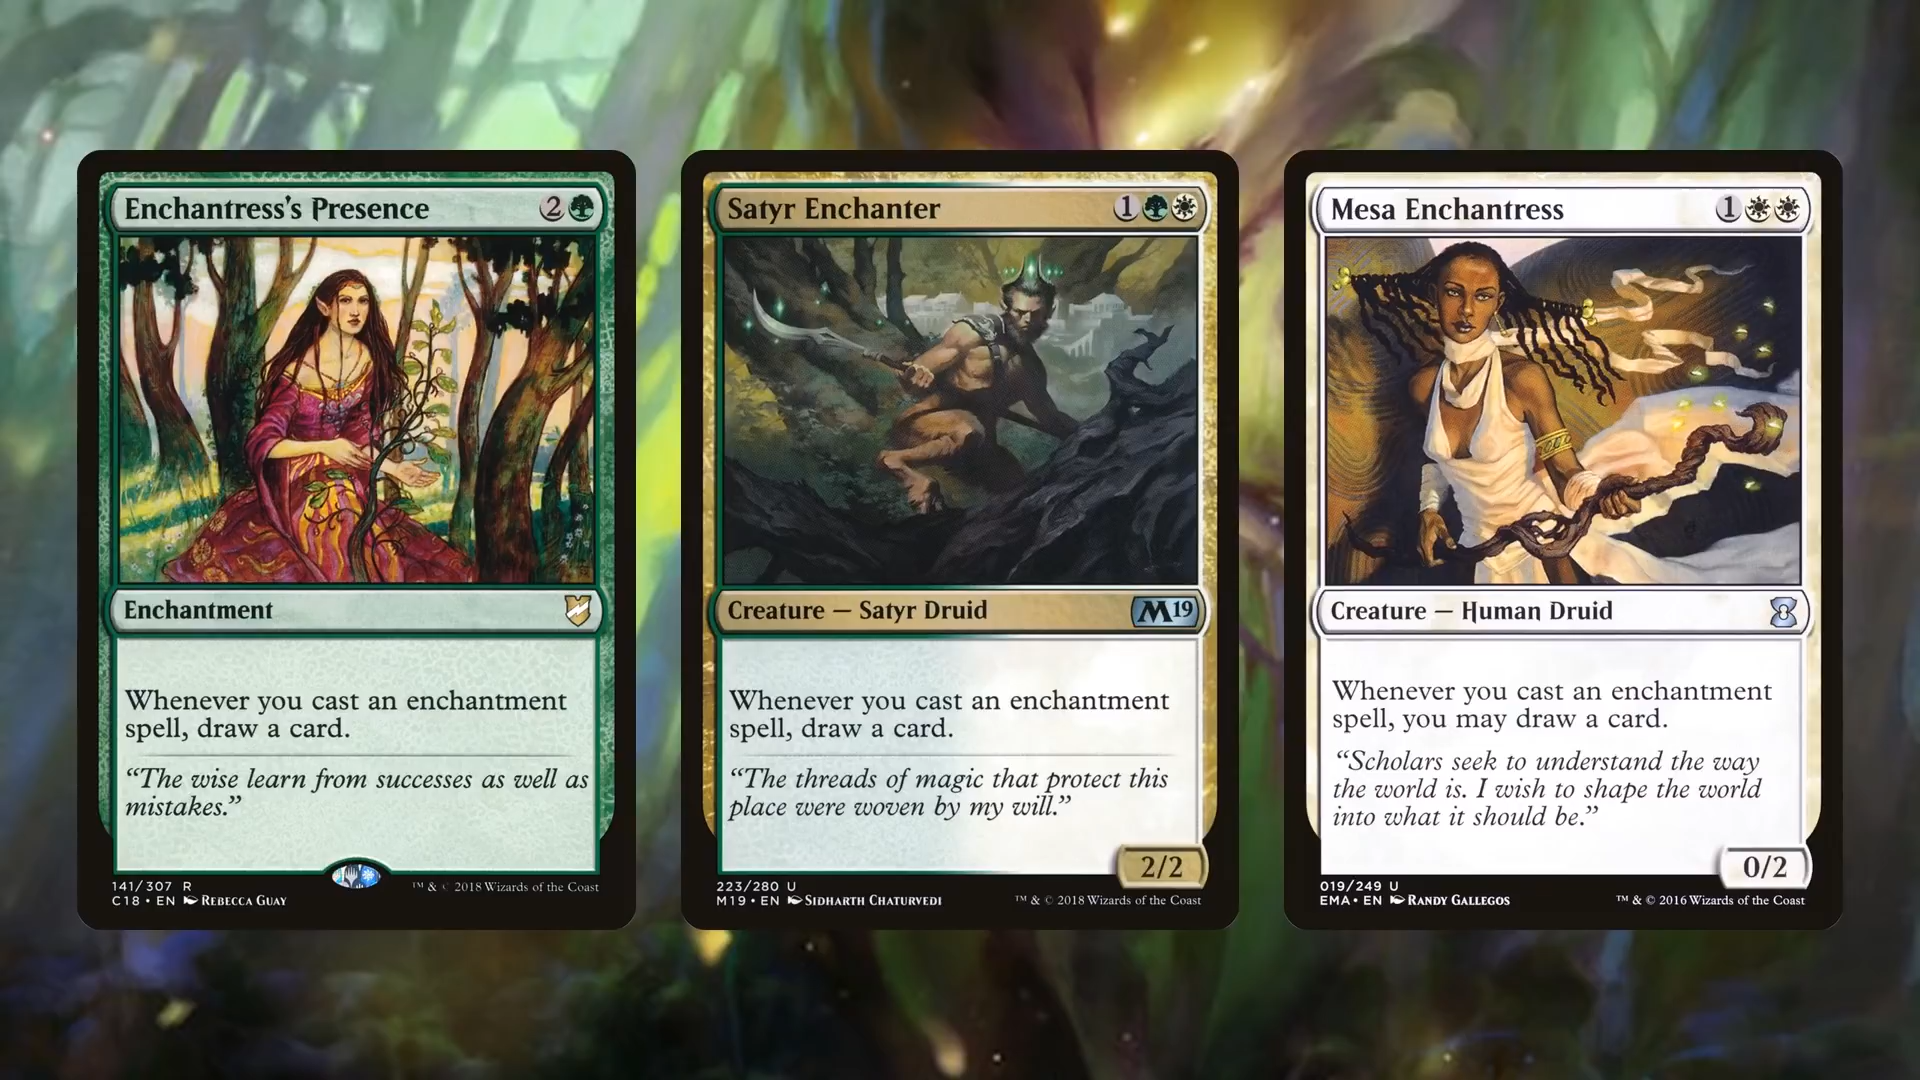 Enchantress's Presence 2
Enchantment
Whenever you cast an enchantment
spell, draw a card.
“The wise learn from successes as well as
mistakes.”
141/307 R
C18 • EN Rebecca Guay
™ & © 2018 Wizards of the Coast
Satyr Enchanter 1
Creature — Satyr Druid M19
Whenever you cast an enchantment
spell, draw a card.
“The threads of magic that protect this
place were woven by my will.”
2/2
223/280 U
M19 • EN Sidharth Chaturvedi
™ & © 2018 Wizards of the Coast
Mesa Enchantress 1
Creature — Human Druid
Whenever you cast an enchantment
spell, you may draw a card.
“Scholars seek to understand the way
the world is. I wish to shape the world
into what it should be.”
0/2
019/249 U
EMA • EN Randy Gallegos
™ & © 2016 Wizards of the Coast